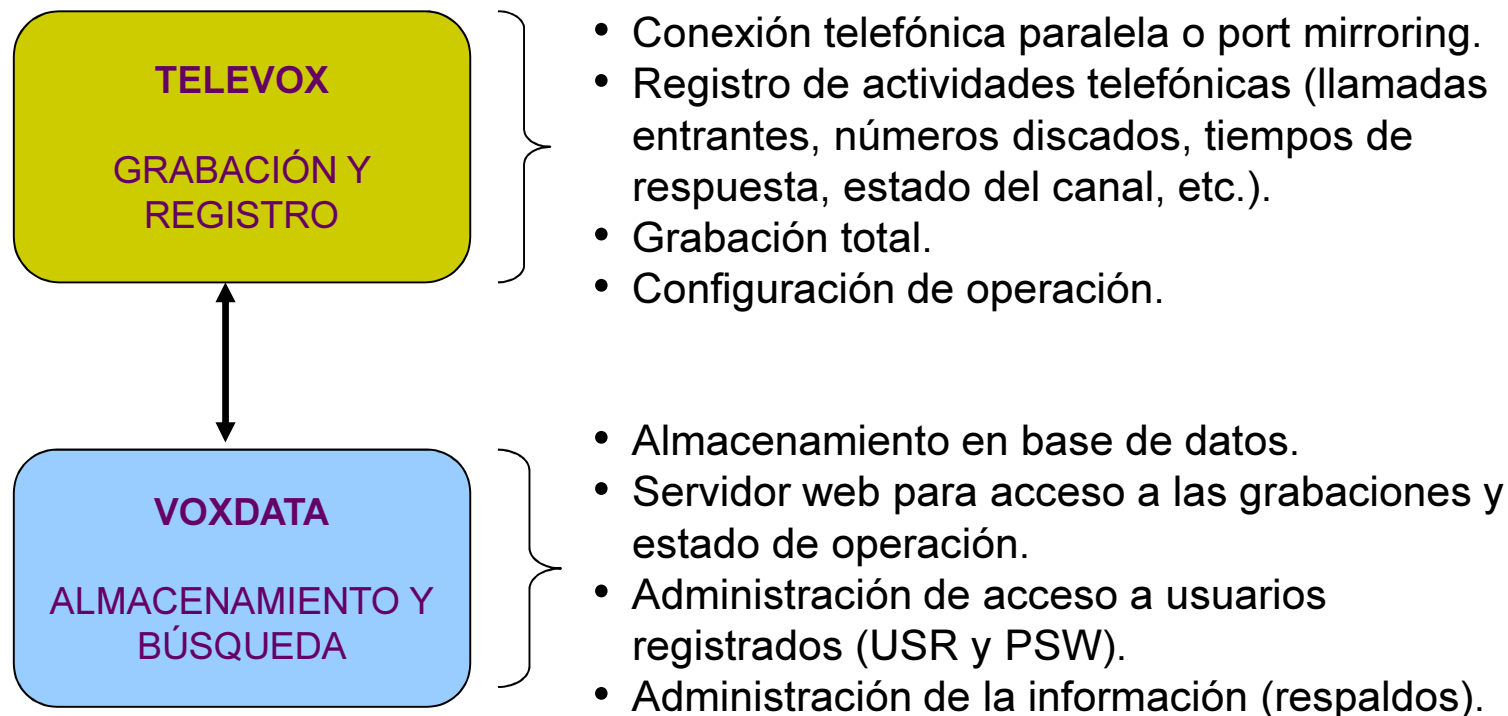 TELEVOX
GRABACIÓN Y
REGISTRO
• Conexión telefónica paralela o port mirroring.
• Registro de actividades telefónicas (llamadas
entrantes, números discados, tiempos de
respuesta, estado del canal, etc.).
• Grabación total.
• Configuración de operación.
VOXDATA
ALMACENAMIENTO Y
BÚSQUEDA
• Almacenamiento en base de datos.
• Servidor web para acceso a las grabaciones y
estado de operación.
• Administración de acceso a usuarios
registrados (USR y PSW).
• Administración de la información (respaldos).